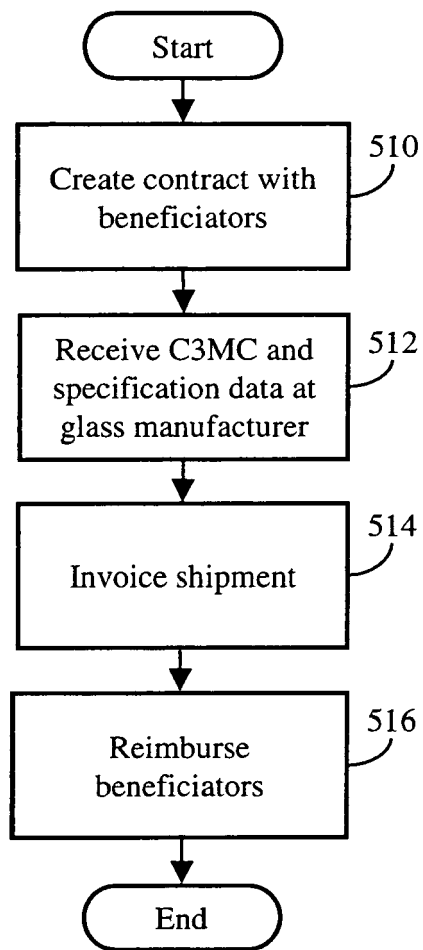 Start
510
Create contract with
beneficiators
512
Receive C3MC and
specification data at
glass manufacturer
514
Invoice shipment
516
Reimburse
beneficiators
End